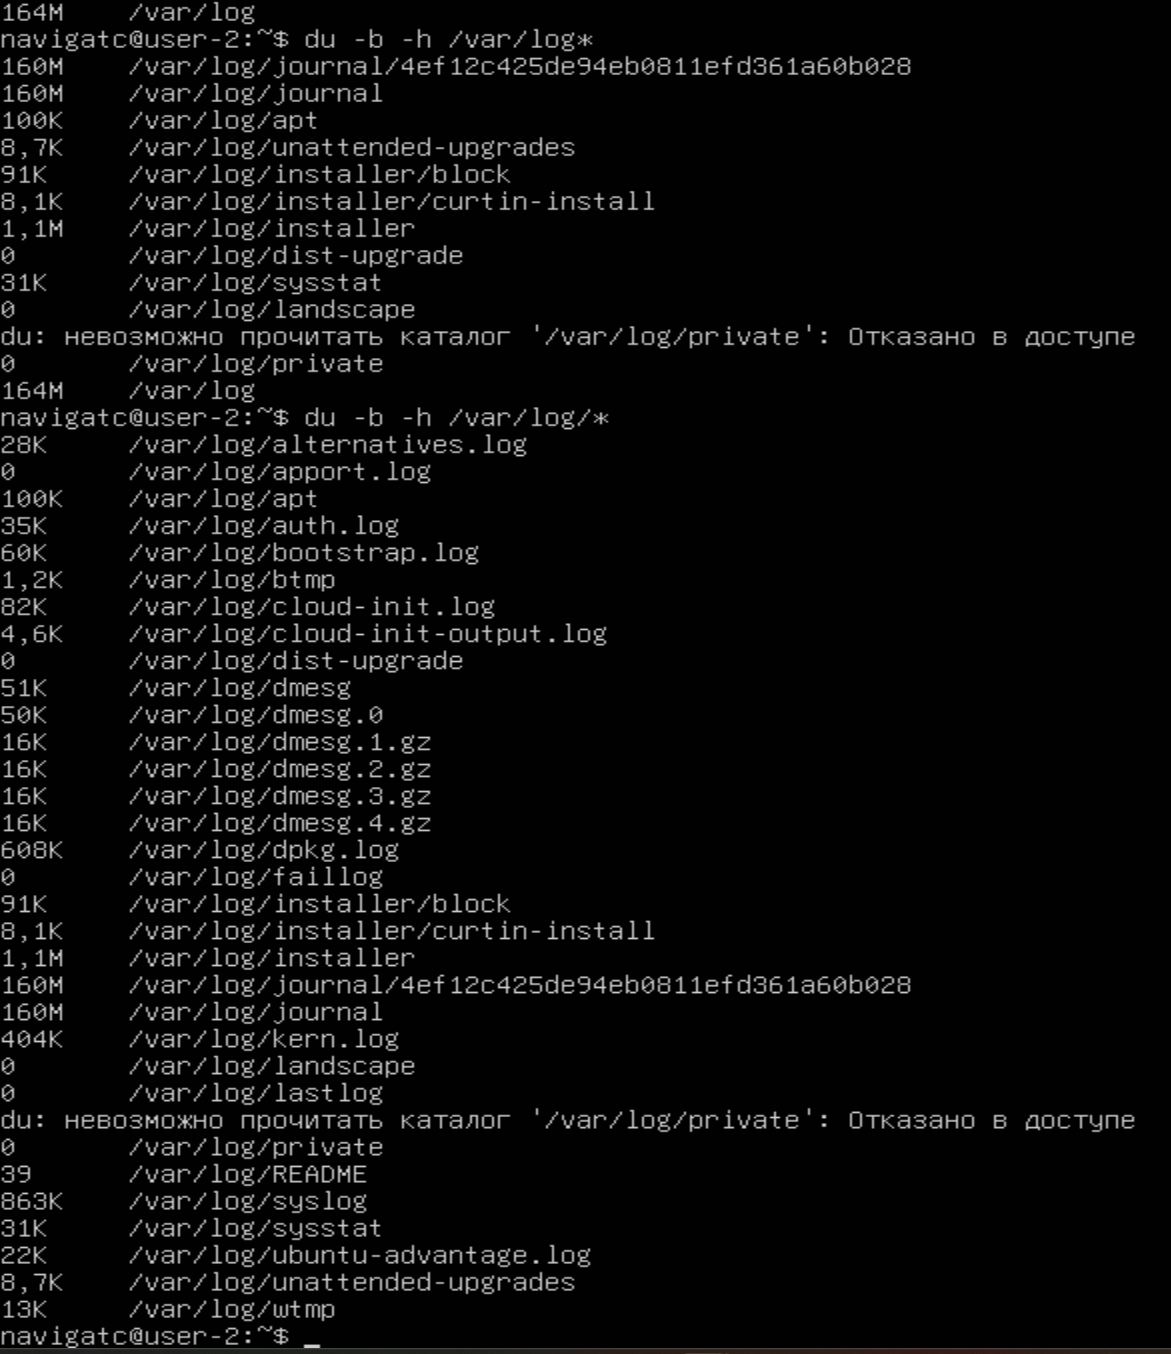 164M    /var/log
navigatc@user-2:~$ du -b -h /var/log*
160M    /var/log/journal/4ef12c425de94eb0811efd361a60b028
160M    /var/log/journal
100K    /var/log/apt
8,7K    /var/log/unattended-upgrades
91K     /var/log/installer/block
8,1K    /var/log/installer/curtin-install
1,1M    /var/log/installer
0       /var/log/dist-upgrade
31K     /var/log/sysstat
0       /var/log/landscape
du: невозможно прочитать каталог '/var/log/private': Отказано в доступе
0       /var/log/private
164M    /var/log
navigatc@user-2:~$ du -b -h /var/log/*
28K     /var/log/alternatives.log
0       /var/log/apport.log
100K    /var/log/apt
35K     /var/log/auth.log
60K     /var/log/bootstrap.log
1,2K    /var/log/btmp
82K     /var/log/cloud-init.log
4,6K    /var/log/cloud-init-output.log
0       /var/log/dist-upgrade
51K     /var/log/dmesg
50K     /var/log/dmesg.0
16K     /var/log/dmesg.1.gz
16K     /var/log/dmesg.2.gz
16K     /var/log/dmesg.3.gz
16K     /var/log/dmesg.4.gz
608K    /var/log/dpkg.log
0       /var/log/faillog
91K     /var/log/installer/block
8,1K    /var/log/installer/curtin-install
1,1M    /var/log/installer
160M    /var/log/journal/4ef12c425de94eb0811efd361a60b028
160M    /var/log/journal
404K    /var/log/kern.log
0       /var/log/landscape
0       /var/log/lastlog
du: невозможно прочитать каталог '/var/log/private': Отказано в доступе
0       /var/log/private
39      /var/log/README
863K    /var/log/syslog
31K     /var/log/sysstat
22K     /var/log/ubuntu-advantage.log
8,7K    /var/log/unattended-upgrades
13K     /var/log/wtmp
navigatc@user-2:~$ _